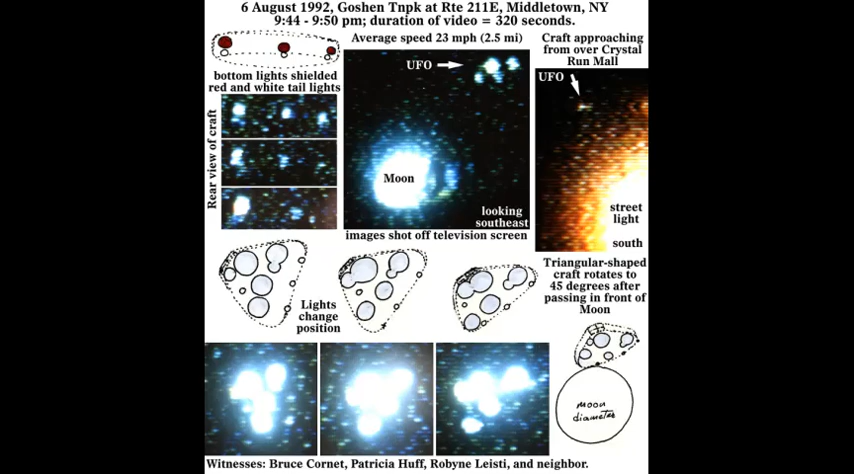 6 August 1992, Goshen Tnpk at Rte 211E, Middletown, NY
9:44 - 9:50 pm; duration of video = 320 seconds.
Average speed 23 mph (2.5 mi)
Craft approaching
from over Crystal
Run Mall
UFO
UFO
bottom lights shielded
red and white tail lights
Rear view of craft
Moon
looking
southeast
street
light
south
images shot off television screen
Triangular-shaped
craft rotates to
45 degrees after
passing in front of
Moon
Lights
change
position
moon
diameter
Witnesses: Bruce Cornet, Patricia Huff, Robyne Leisti, and neighbor.